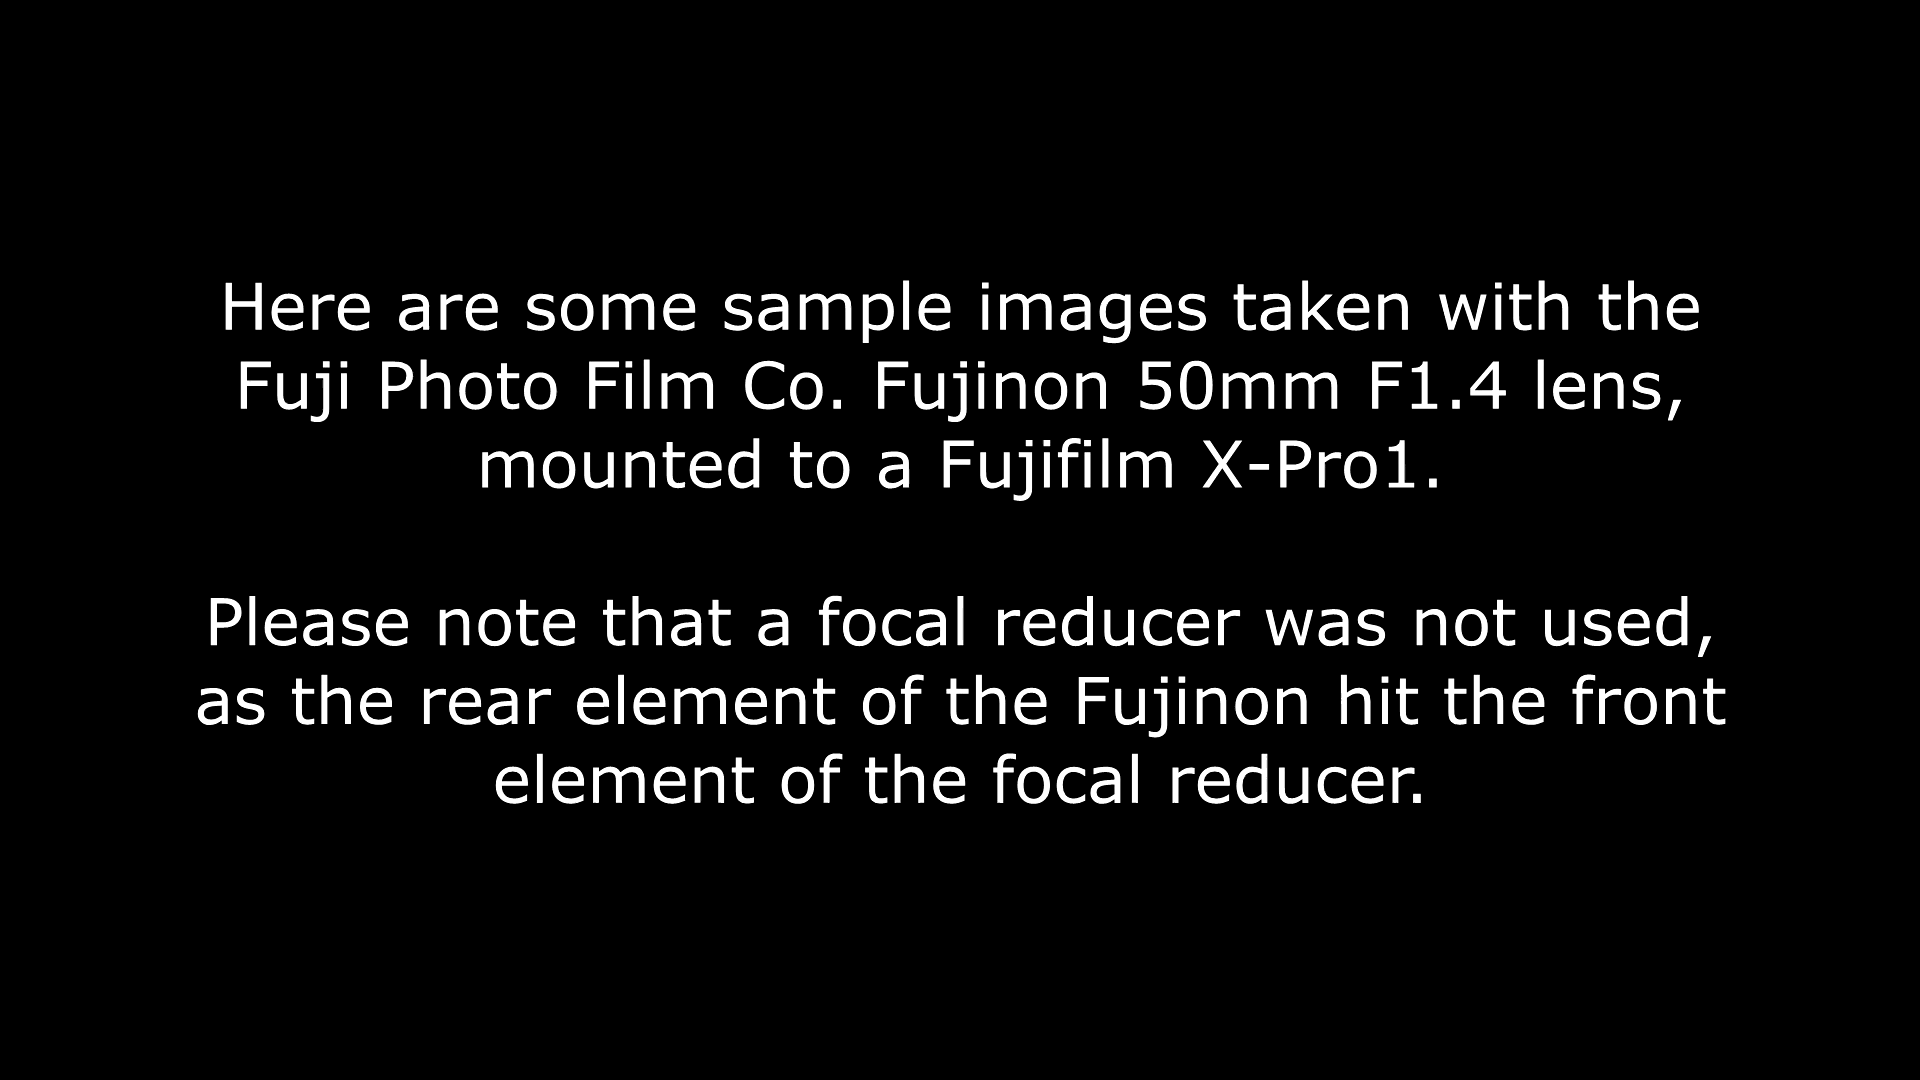 Here are some sample images taken with the
Fuji Photo Film Co. Fujinon 50mm F1.4 lens,
mounted to a Fujifilm X-Pro1.
Please note that a focal reducer was not used,
as the rear element of the Fujinon hit the front
element of the focal reducer.